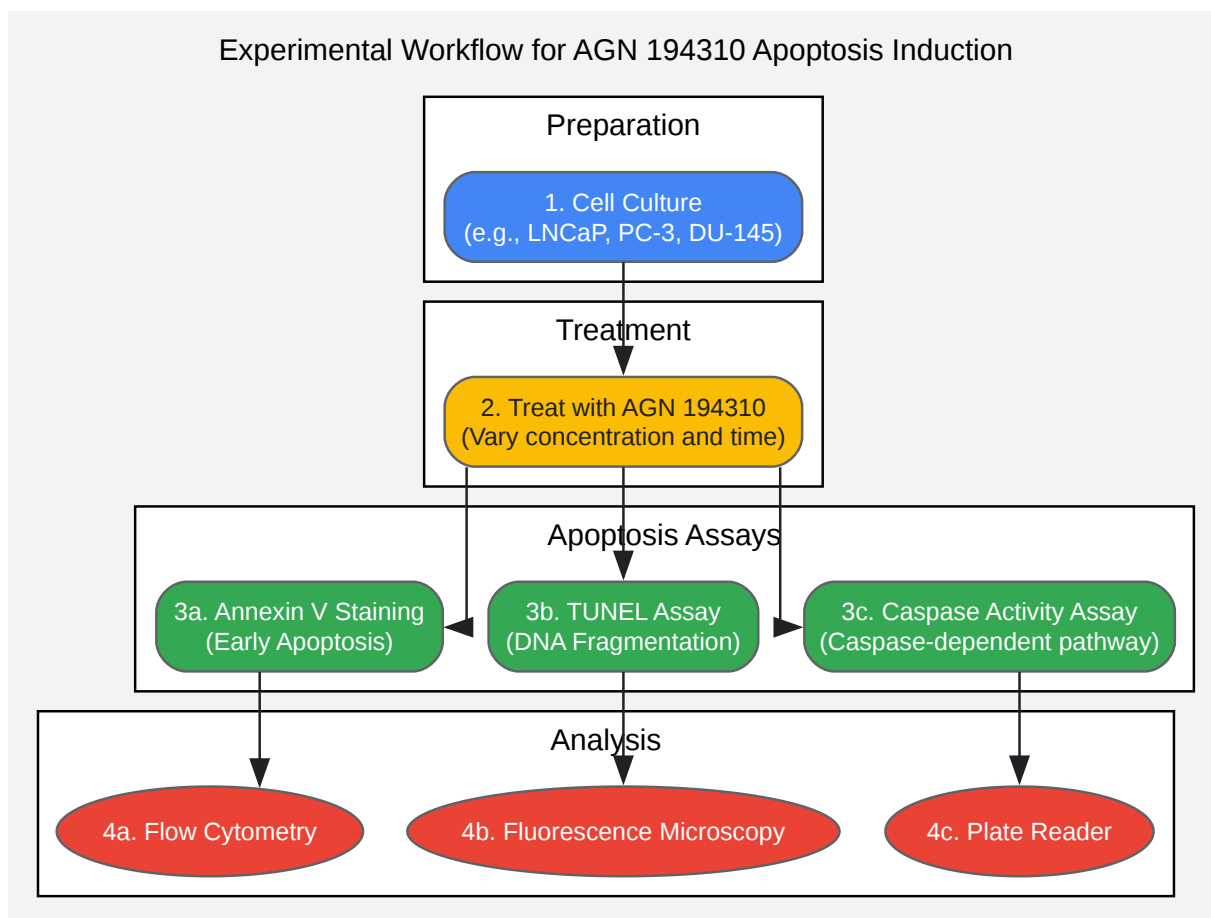 Experimental Workflow for AGN 194310 Apoptosis Induction
Preparation
1. Cell Culture
(e.g., LNCaP, PC-3, DU-145)
Treatment
2. Treat with AGN 194310
(Vary concentration and time)
Apoptosis Assays
3a. Annexin V Staining
(Early Apoptosis)
3b. TUNEL Assay
(DNA Fragmentation)
3c. Caspase Activity Assay
(Caspase-dependent pathway)
Analysis
4a. Flow Cytometry
4b. Fluorescence Microscopy
4c. Plate Reader